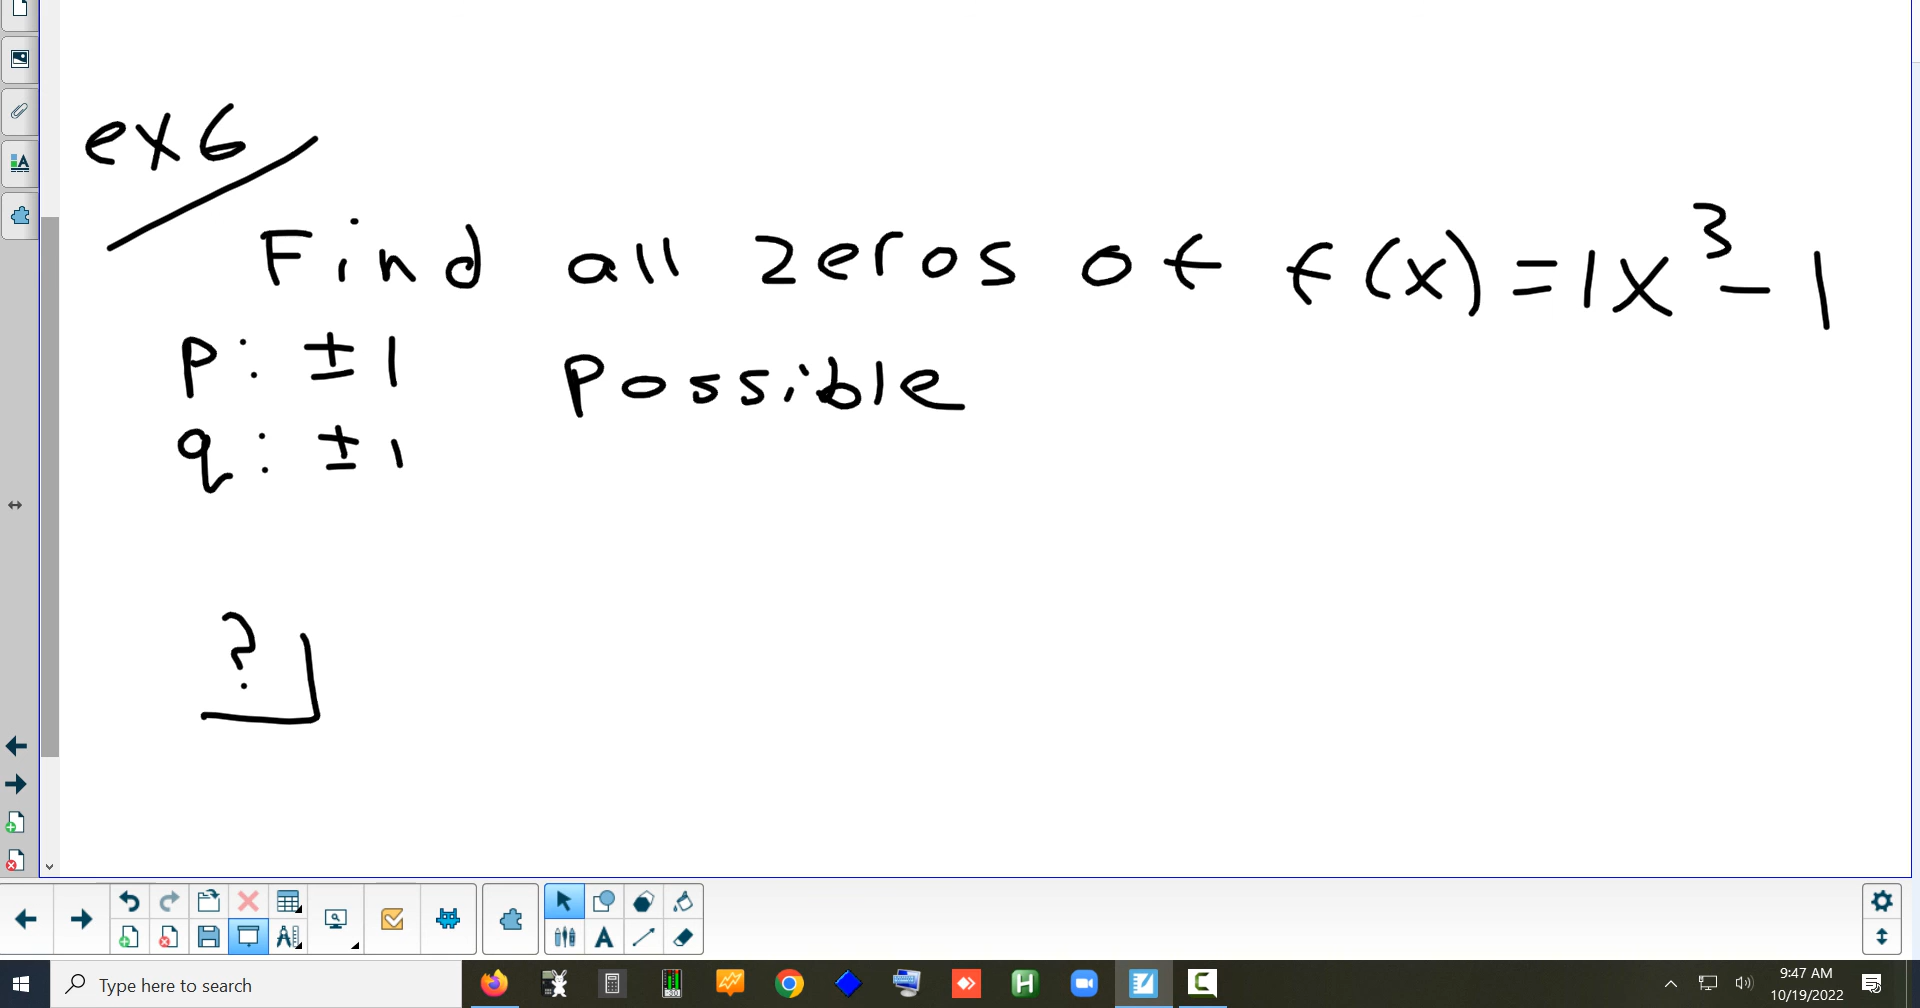 ex6
Find all zeros of f(x)=1x³-1
p: ±1 Possible
q: ±1
?
Type here to search
9:47 AM
10/19/2022